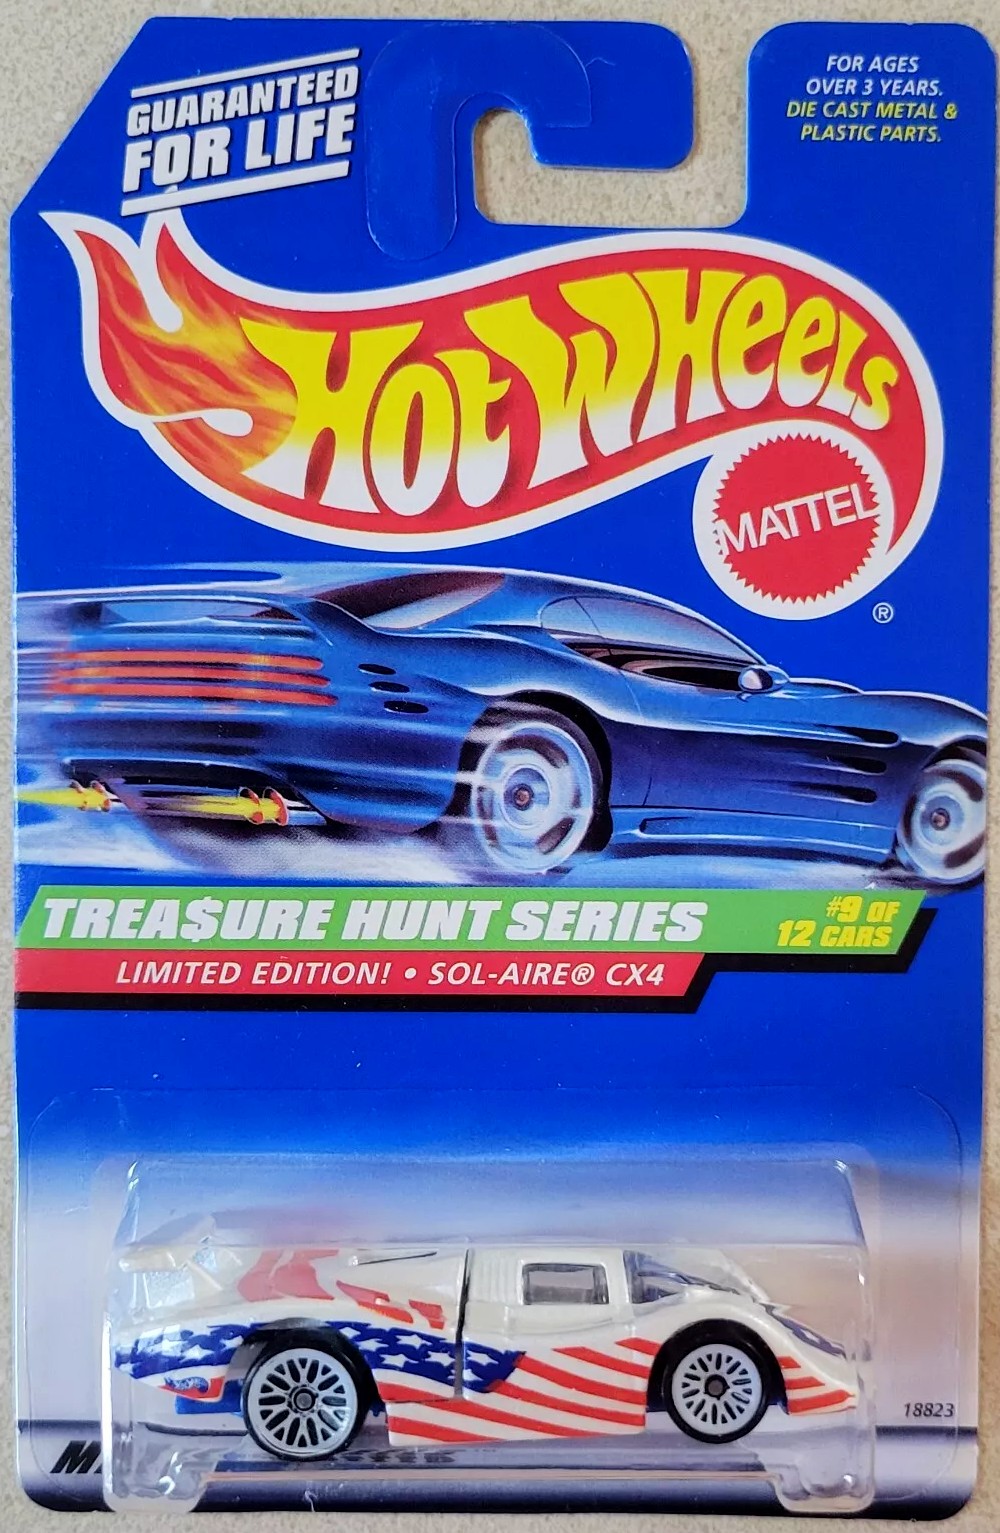 GUARANTEED
FOR LIFE
FOR AGES
OVER 3 YEARS.
DIE CAST METAL &
PLASTIC PARTS.
HOT WHEELS
MATTEL
®
TREA$URE HUNT SERIES
#9 OF
12 CARS
LIMITED EDITION! • SOL-AIRE® CX4
18823